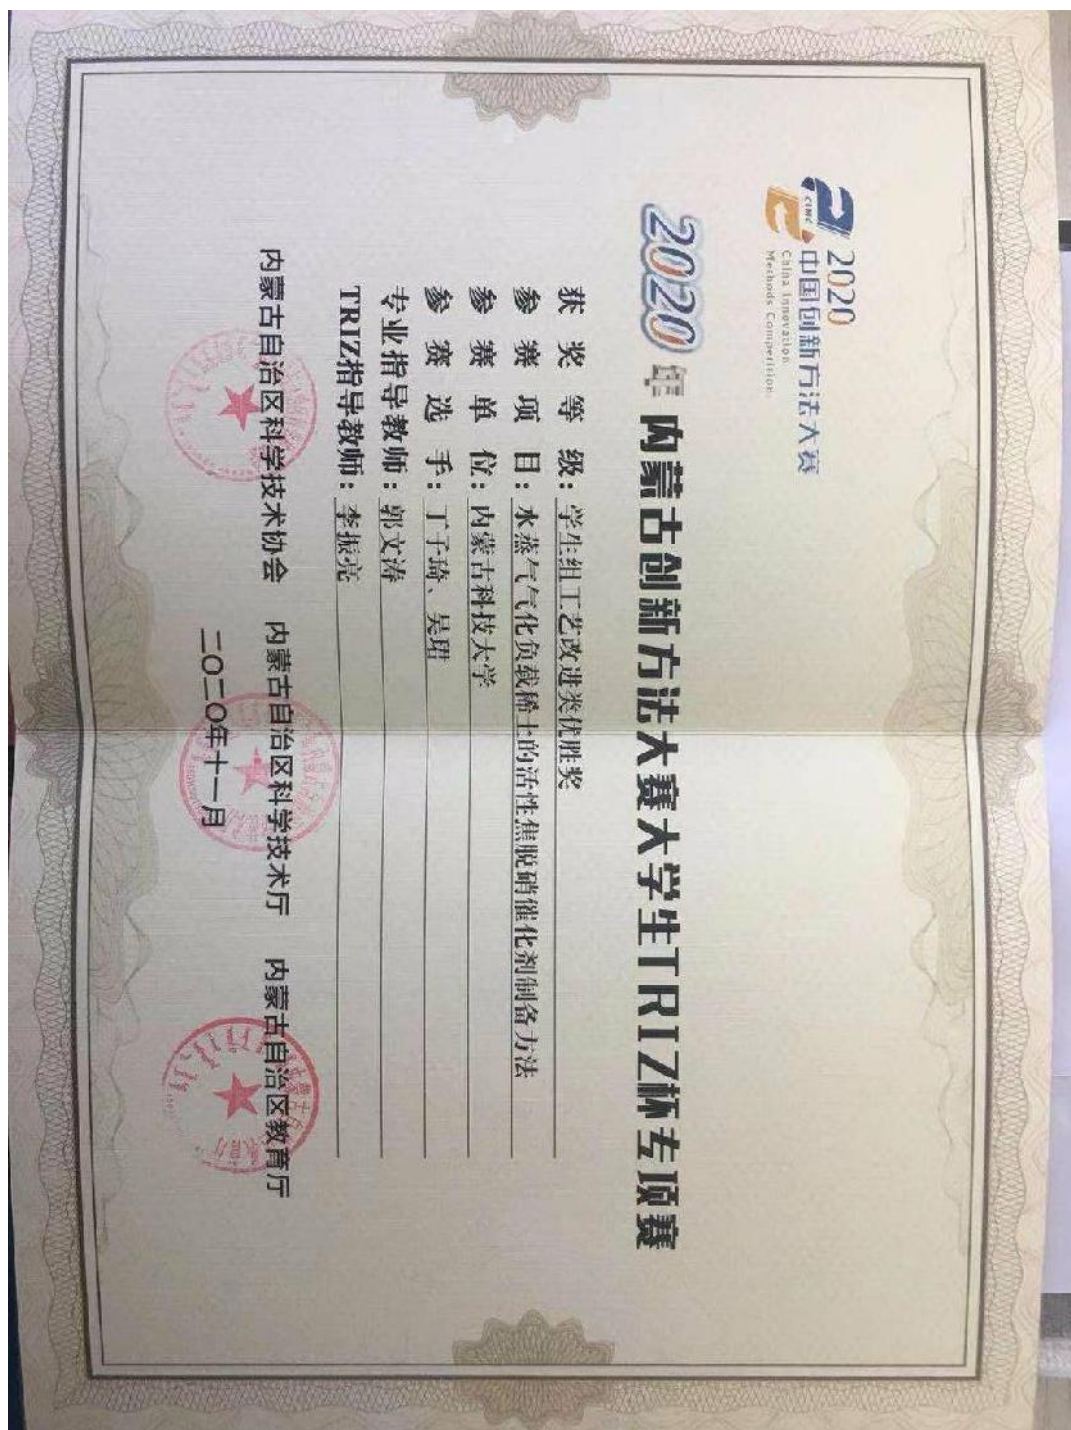 2020
中国创新方法大赛
China Innovation
Methods Competition
CIMC
2020年 内蒙古创新方法大赛大学生TRIZ杯专项赛
获奖等级：学生组工艺改进类优胜奖
参赛项目：水蒸气气化负载稀土的活性焦脱硝催化剂制备方法
参赛单位：内蒙古科技大学
参赛选手：丁子琦、吴珺
专业指导教师：郭文涛
TRIZ指导教师：李振亮
内蒙古自治区科学技术协会 内蒙古自治区科学技术厅 内蒙古自治区教育厅
二〇二〇年十一月